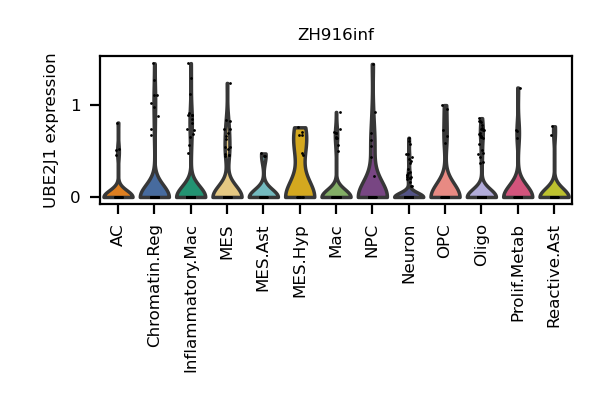 ZH916inf
UBE2J1 expression
1
0
AC
Chromatin.Reg
Inflammatory.Mac
MES
MES.Ast
MES.Hyp
Mac
NPC
Neuron
OPC
Oligo
Prolif.Metab
Reactive.Ast